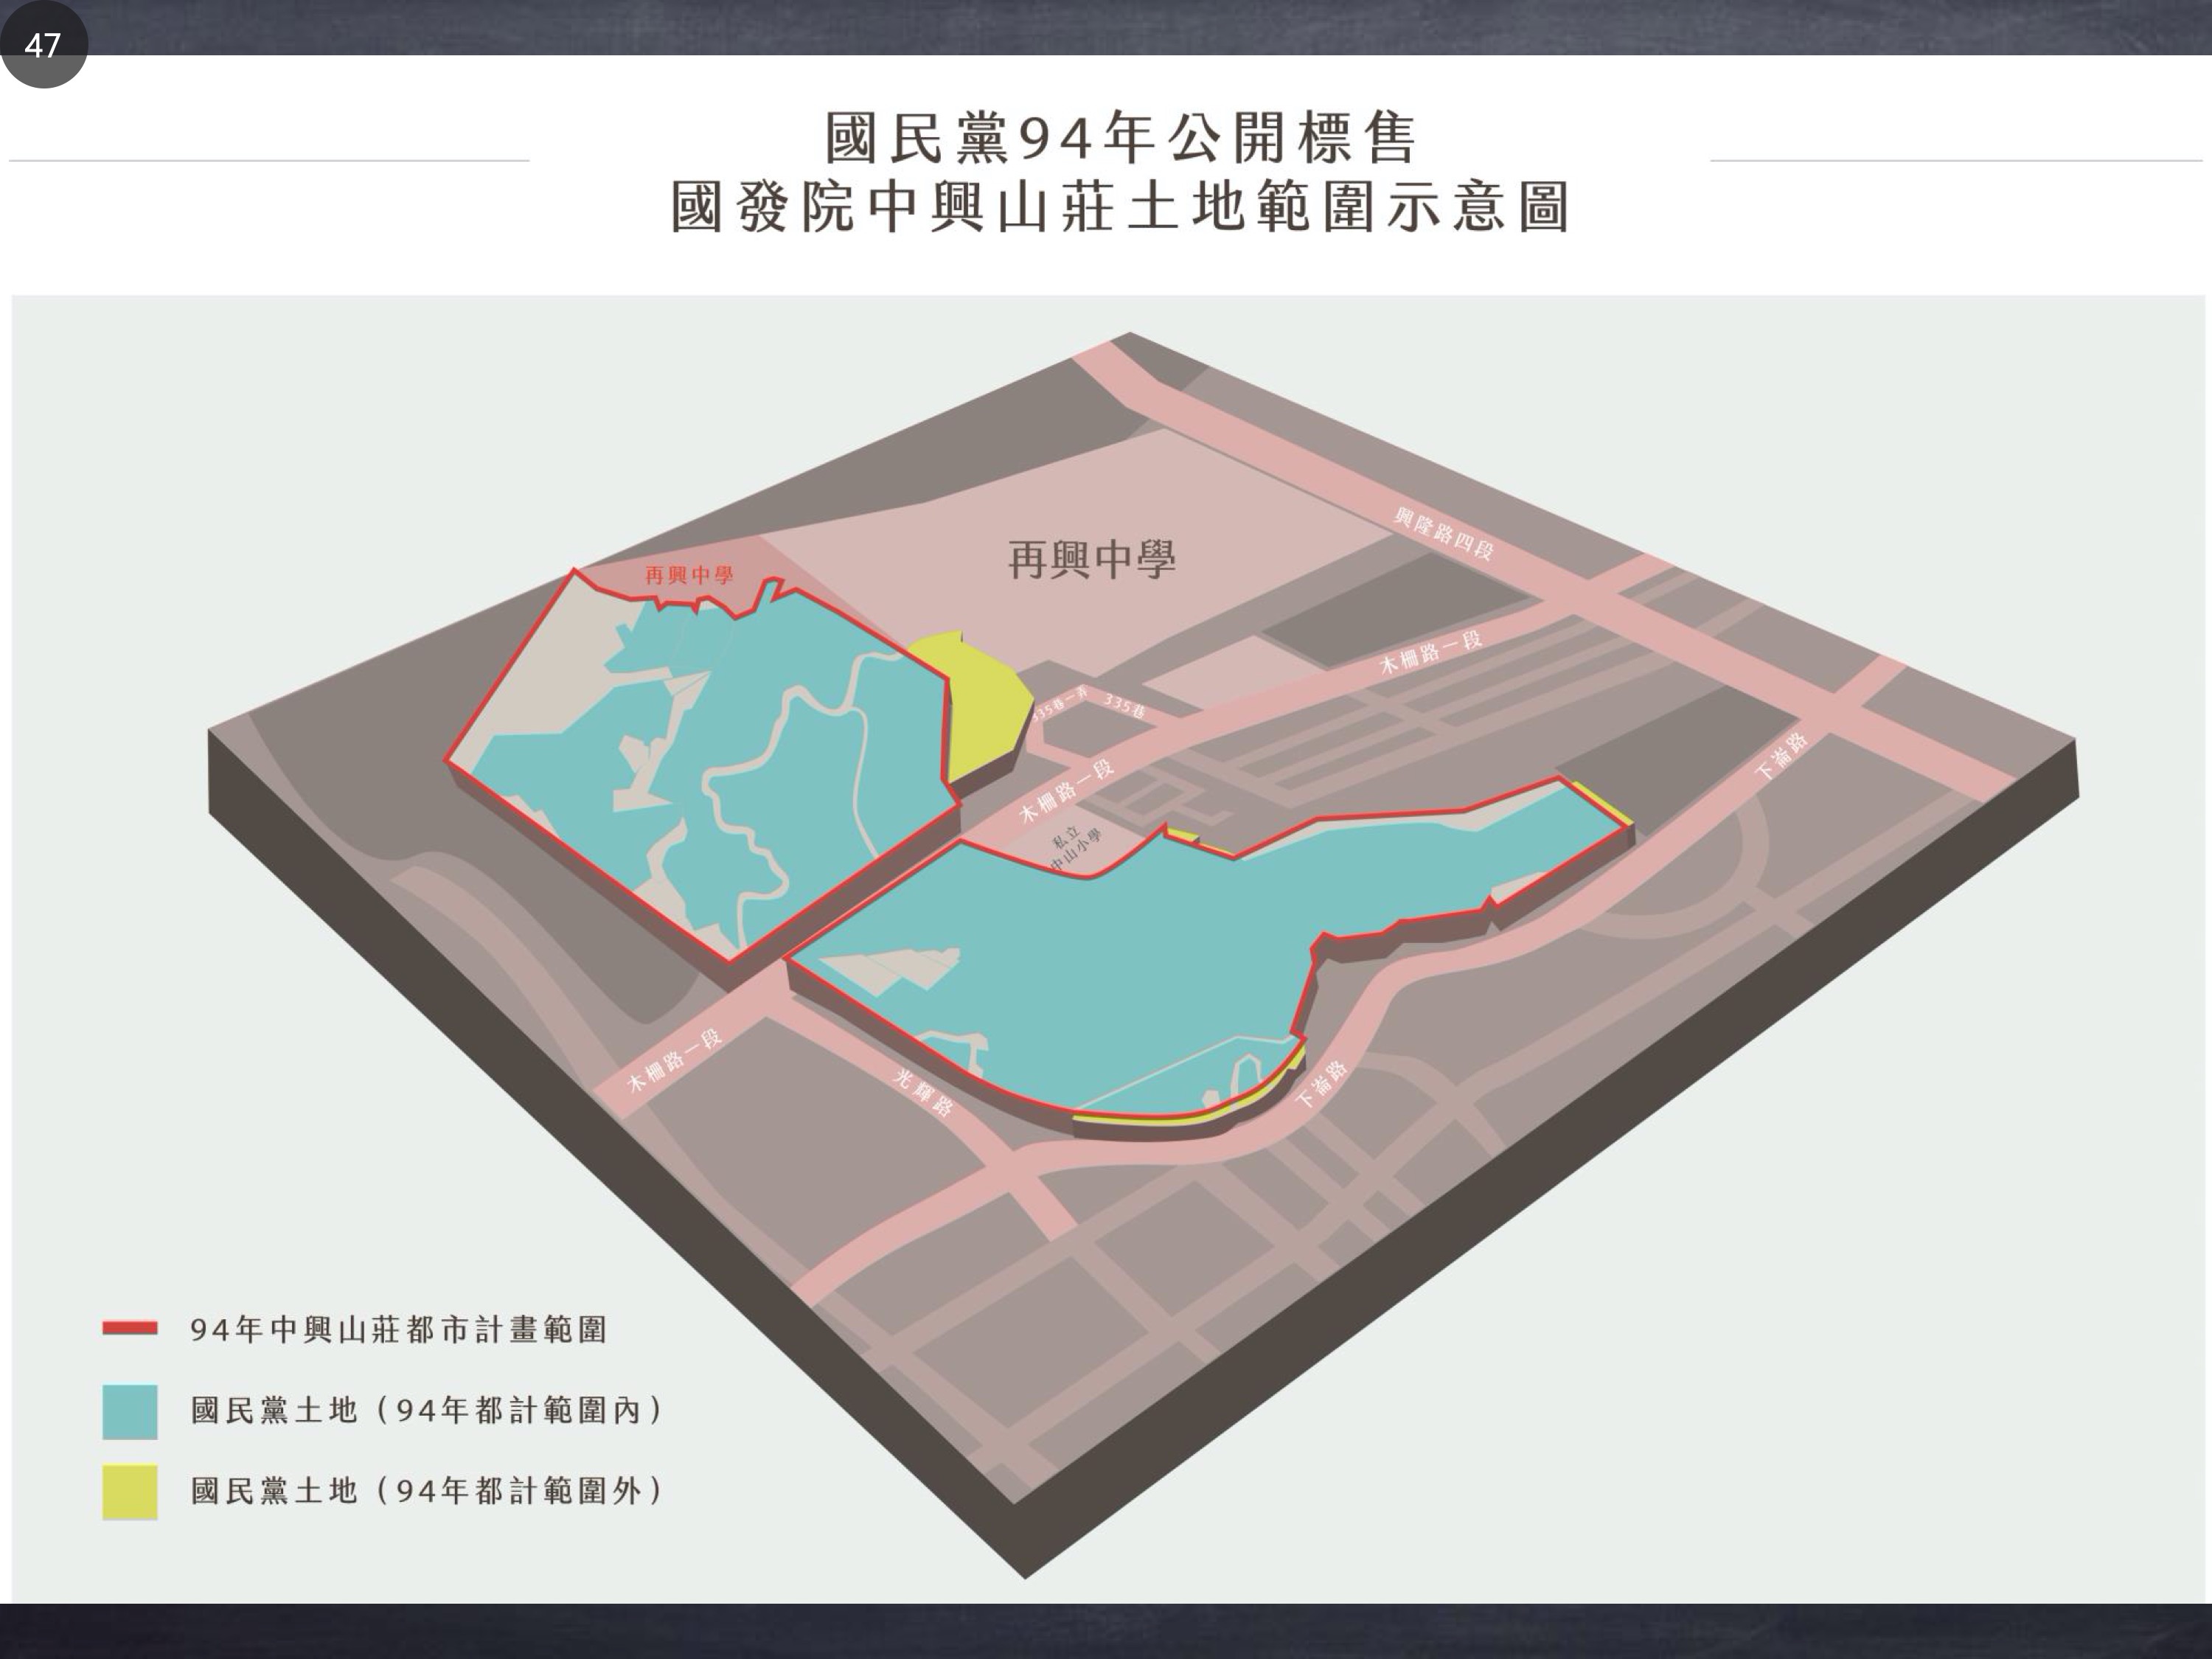 47
國民黨94年公開標售
國發院中興山莊土地範圍示意圖
興隆路四段
再興中學
再興中學
木柵路一段
335巷一弄
335巷
下崙路
木柵路一段
私立
中山小學
木柵路一段
光輝路
下崙路
94年中興山莊都市計畫範圍
國民黨土地（94年都計範圍內）
國民黨土地（94年都計範圍外）